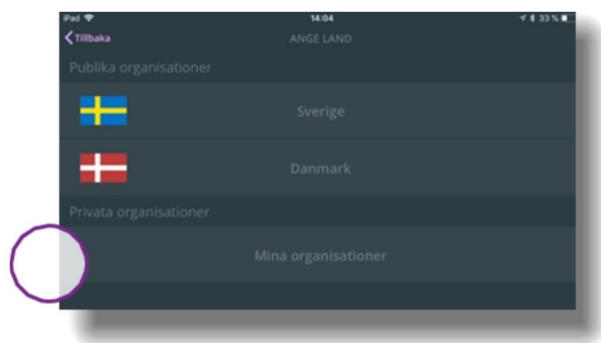 iPad 14:04 33 %
Tillbaka ANGE LAND
Publika organisationer
Sverige
Danmark
Privata organisationer
Mina organisationer